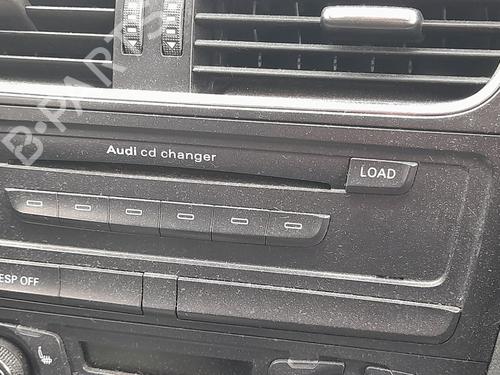 B-PARTS
Audi cd changer
LOAD
ESP OFF